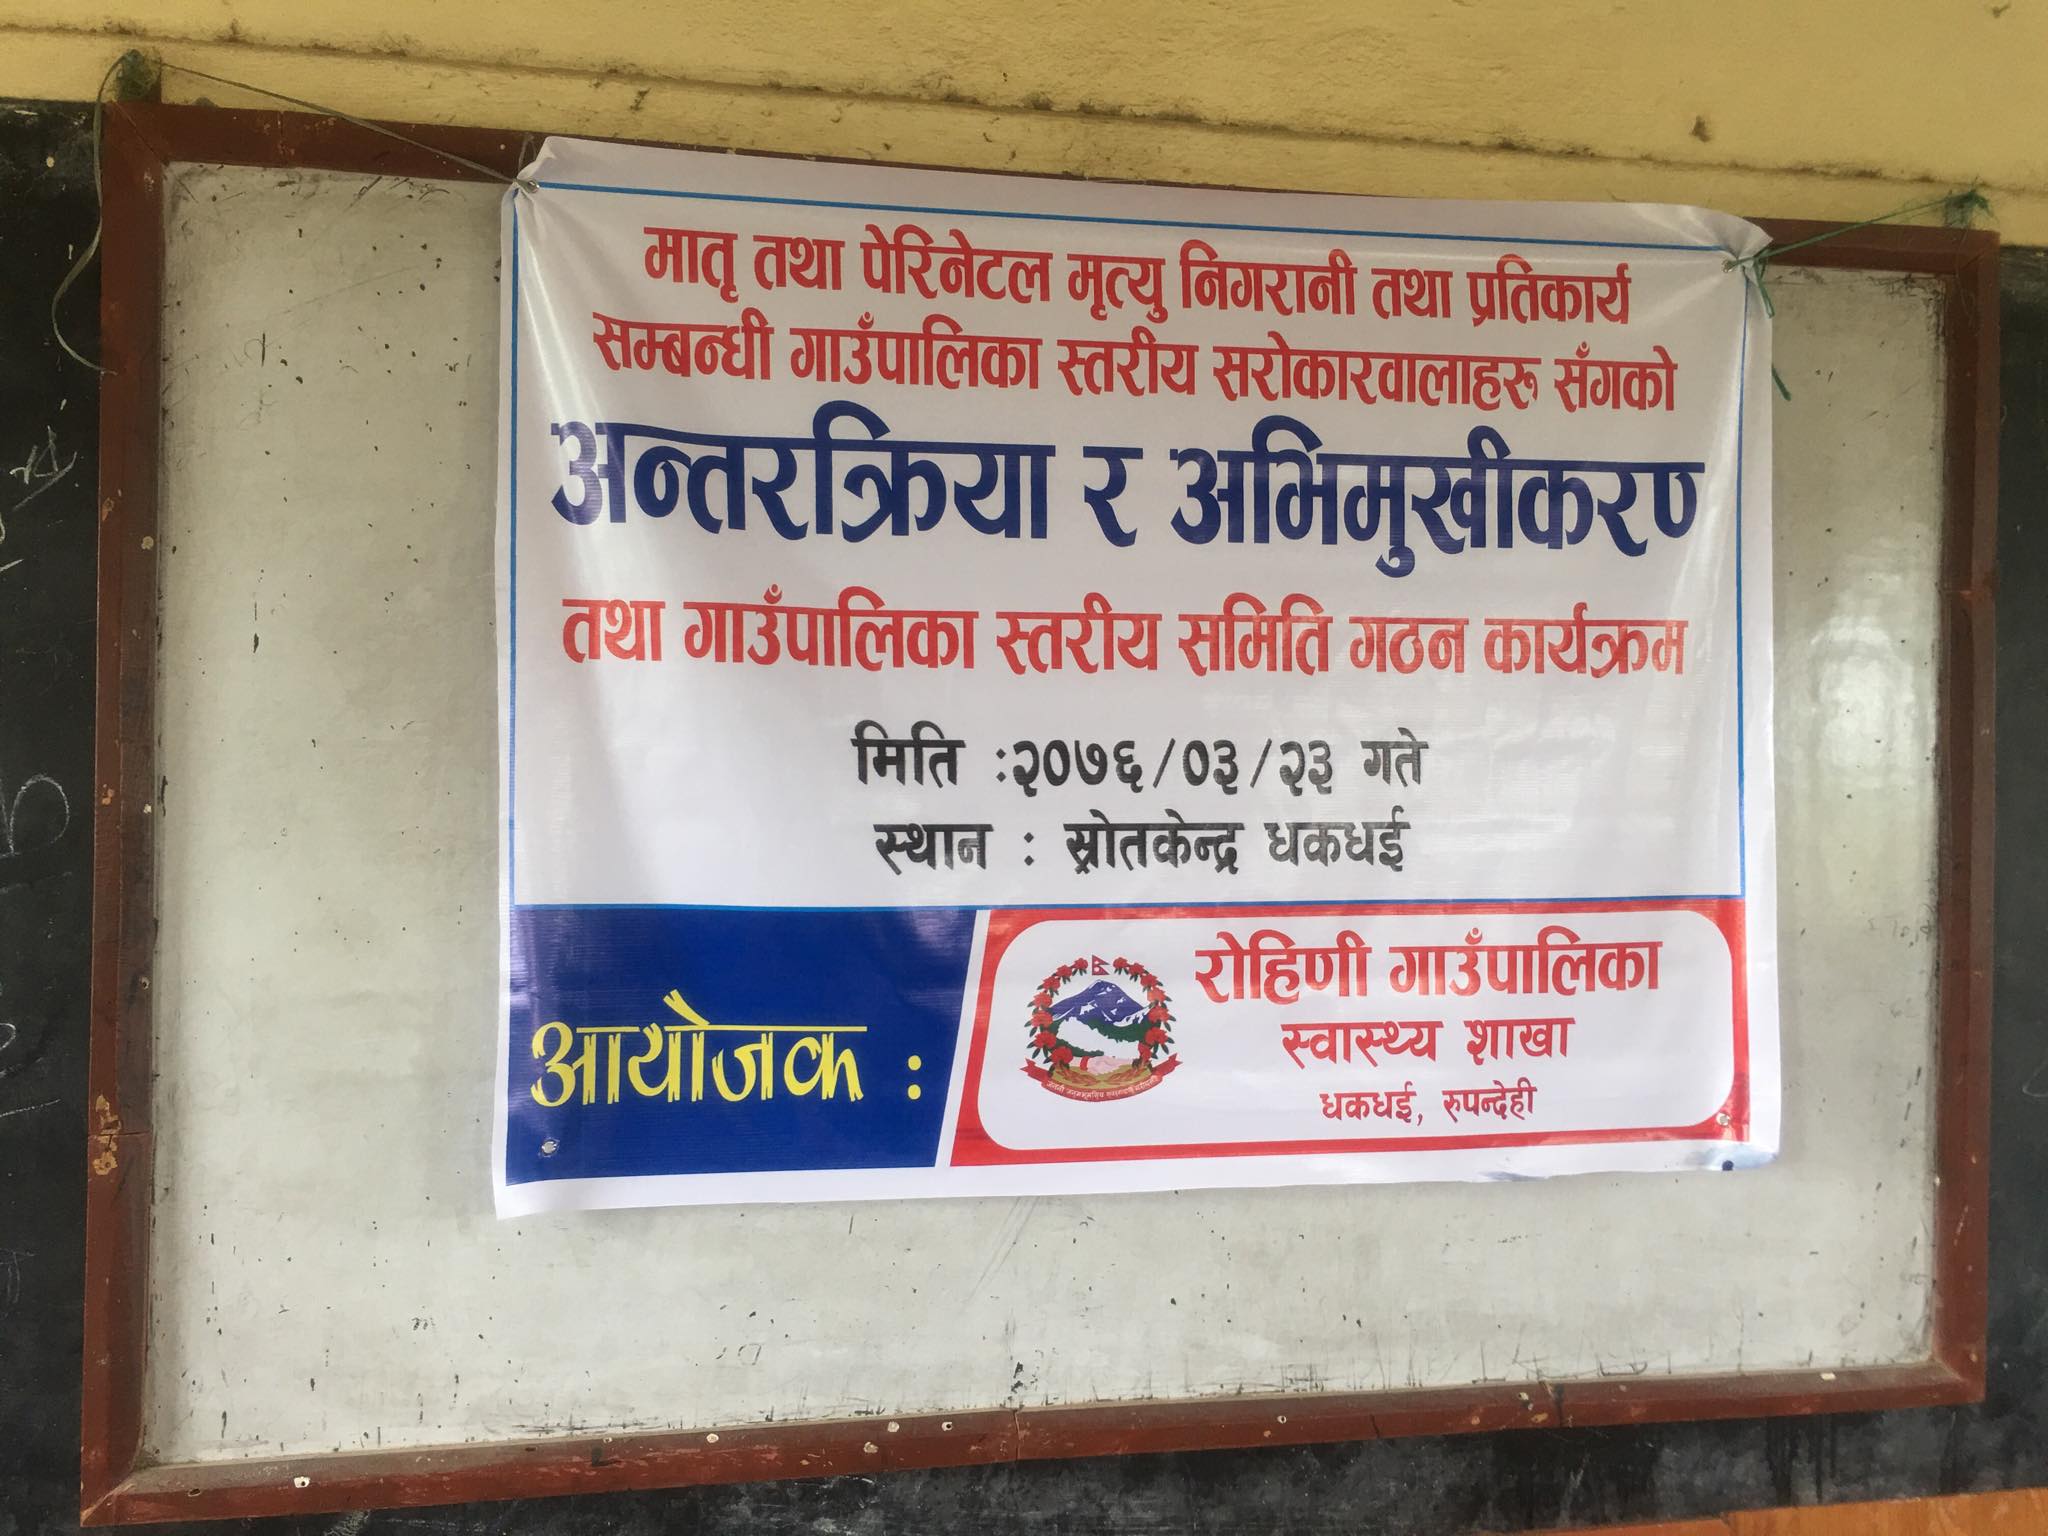 मातृ तथा पेरिनेटल मृत्यु निगरानी तथा प्रतिकार्य
सम्बन्धी गाउँपालिका स्तरीय सरोकारवालाहरु सँगको
अन्तरक्रिया र अभिमुखीकरण
तथा गाउँपालिका स्तरीय समिति गठन कार्यक्रम
मिति :२०७६/०३/२३ गते
स्थान : स्रोतकेन्द्र धकधई
आयोजक :
रोहिणी गाउँपालिका
स्वास्थ्य शाखा
धकधई, रुपन्देही